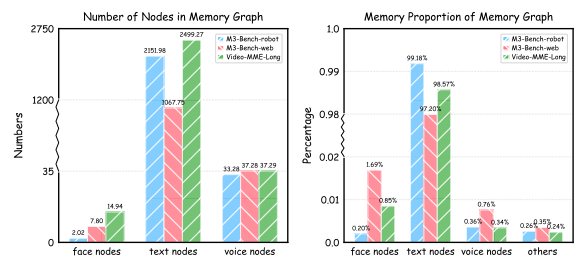 Number of Nodes in Memory Graph
Numbers
2750
1200
35
0
M3-Bench-robot
M3-Bench-web
Video-MME-Long
2.02
7.80
14.94
2151.98
1067.75
2499.27
33.28
37.28
37.29
face nodes
text nodes
voice nodes
Memory Proportion of Memory Graph
Percentage
1.0
0.99
0.98
0.02
0.01
0.0
M3-Bench-robot
M3-Bench-web
Video-MME-Long
0.20%
1.69%
0.85%
99.18%
97.20%
98.57%
0.36%
0.76%
0.34%
0.26%
0.35%
0.24%
face nodes
text nodes
voice nodes
others